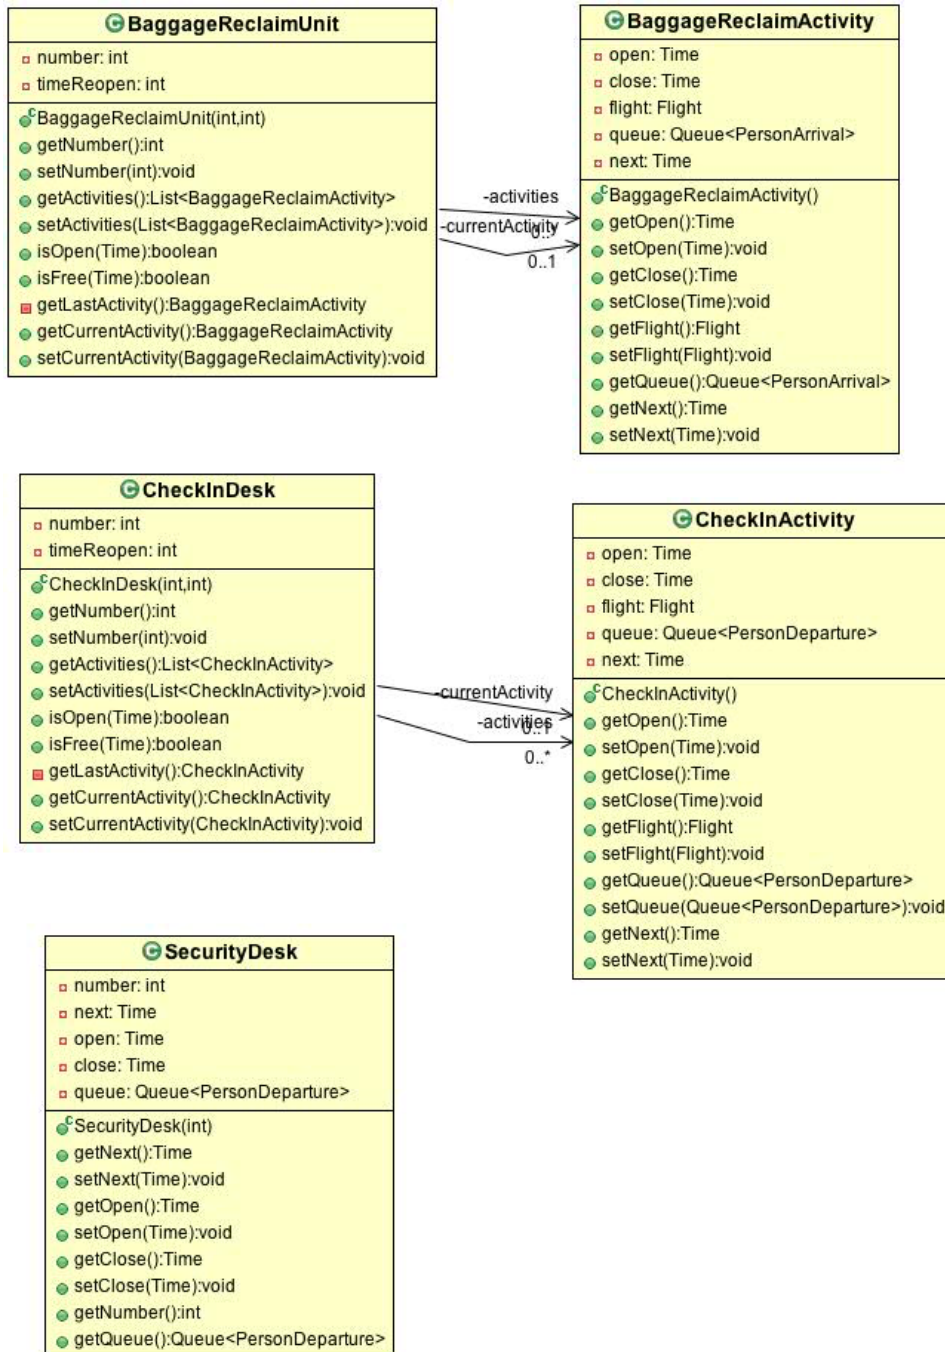 BaggageReclaimUnit
number: int
timeReopen: int
BaggageReclaimUnit(int,int)
getNumber():int
setNumber(int):void
getActivities():List<BaggageReclaimActivity>
setActivities(List<BaggageReclaimActivity>):void
isOpen(Time):boolean
isFree(Time):boolean
getLastActivity():BaggageReclaimActivity
getCurrentActivity():BaggageReclaimActivity
setCurrentActivity(BaggageReclaimActivity):void
-activities
0..*
-currentActivity
0..1
BaggageReclaimActivity
open: Time
close: Time
flight: Flight
queue: Queue<PersonArrival>
next: Time
BaggageReclaimActivity()
getOpen():Time
setOpen(Time):void
getClose():Time
setClose(Time):void
getFlight():Flight
setFlight(Flight):void
getQueue():Queue<PersonArrival>
getNext():Time
setNext(Time):void
CheckInDesk
number: int
timeReopen: int
CheckInDesk(int,int)
getNumber():int
setNumber(int):void
getActivities():List<CheckInActivity>
setActivities(List<CheckInActivity>):void
isOpen(Time):boolean
isFree(Time):boolean
getLastActivity():CheckInActivity
getCurrentActivity():CheckInActivity
setCurrentActivity(CheckInActivity):void
-currentActivity
0..1
-activities
0..*
CheckInActivity
open: Time
close: Time
flight: Flight
queue: Queue<PersonDeparture>
next: Time
CheckInActivity()
getOpen():Time
setOpen(Time):void
getClose():Time
setClose(Time):void
getFlight():Flight
setFlight(Flight):void
getQueue():Queue<PersonDeparture>
setQueue(Queue<PersonDeparture>):void
getNext():Time
setNext(Time):void
SecurityDesk
number: int
next: Time
open: Time
close: Time
queue: Queue<PersonDeparture>
SecurityDesk(int)
getNext():Time
setNext(Time):void
getOpen():Time
setOpen(Time):void
getClose():Time
setClose(Time):void
getNumber():int
getQueue():Queue<PersonDeparture>